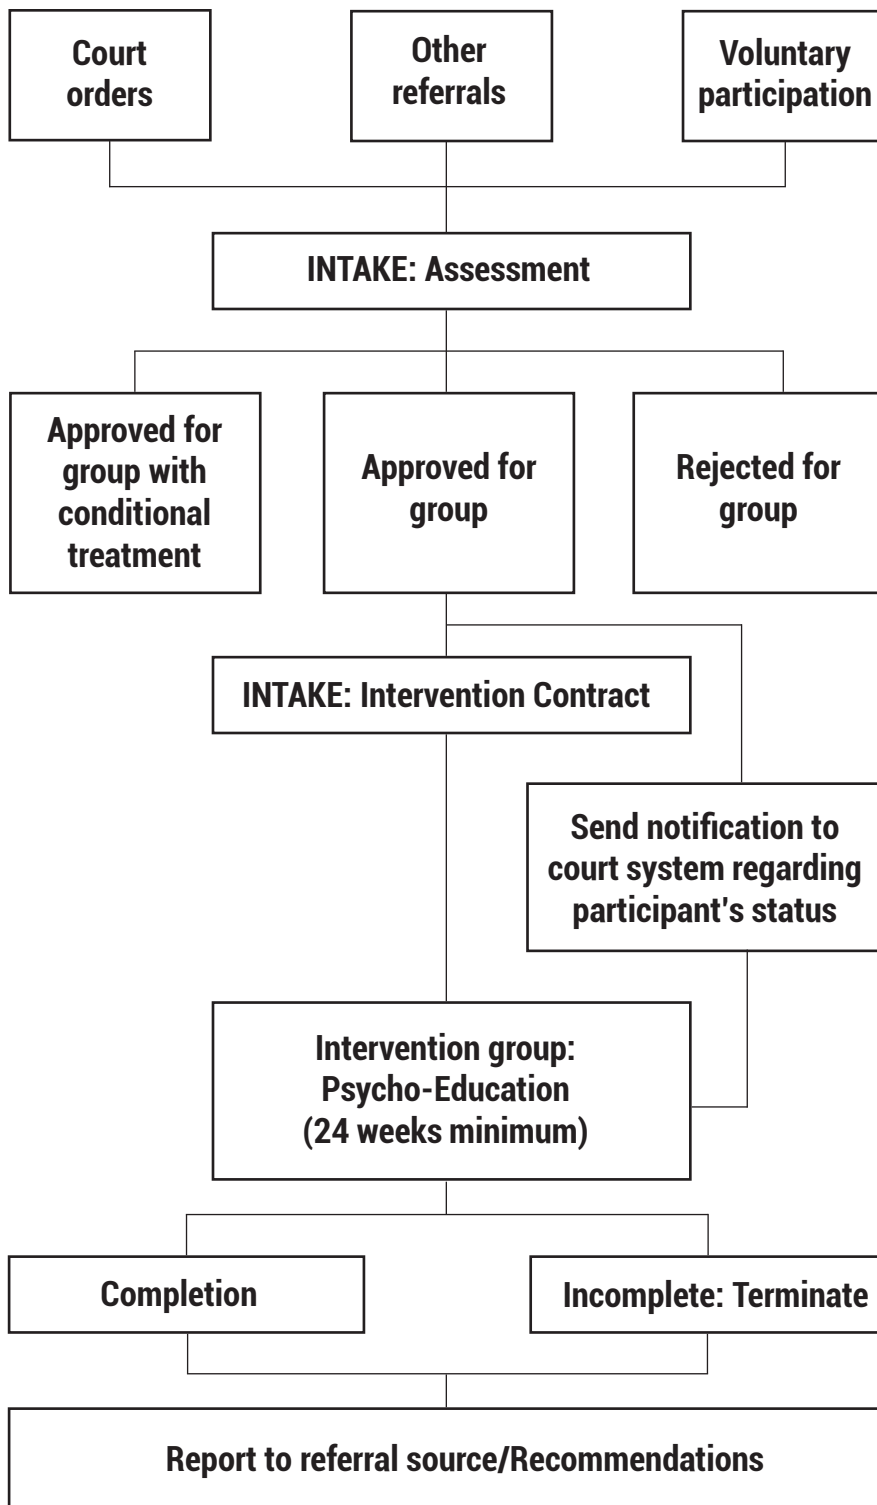 Court
orders
Other
referrals
Voluntary
participation
INTAKE: Assessment
Approved for
group with
conditional
treatment
Approved for
group
Rejected for
group
INTAKE: Intervention Contract
Send notification to
court system regarding
participant's status
Intervention group:
Psycho-Education
(24 weeks minimum)
Completion
Incomplete: Terminate
Report to referral source/Recommendations